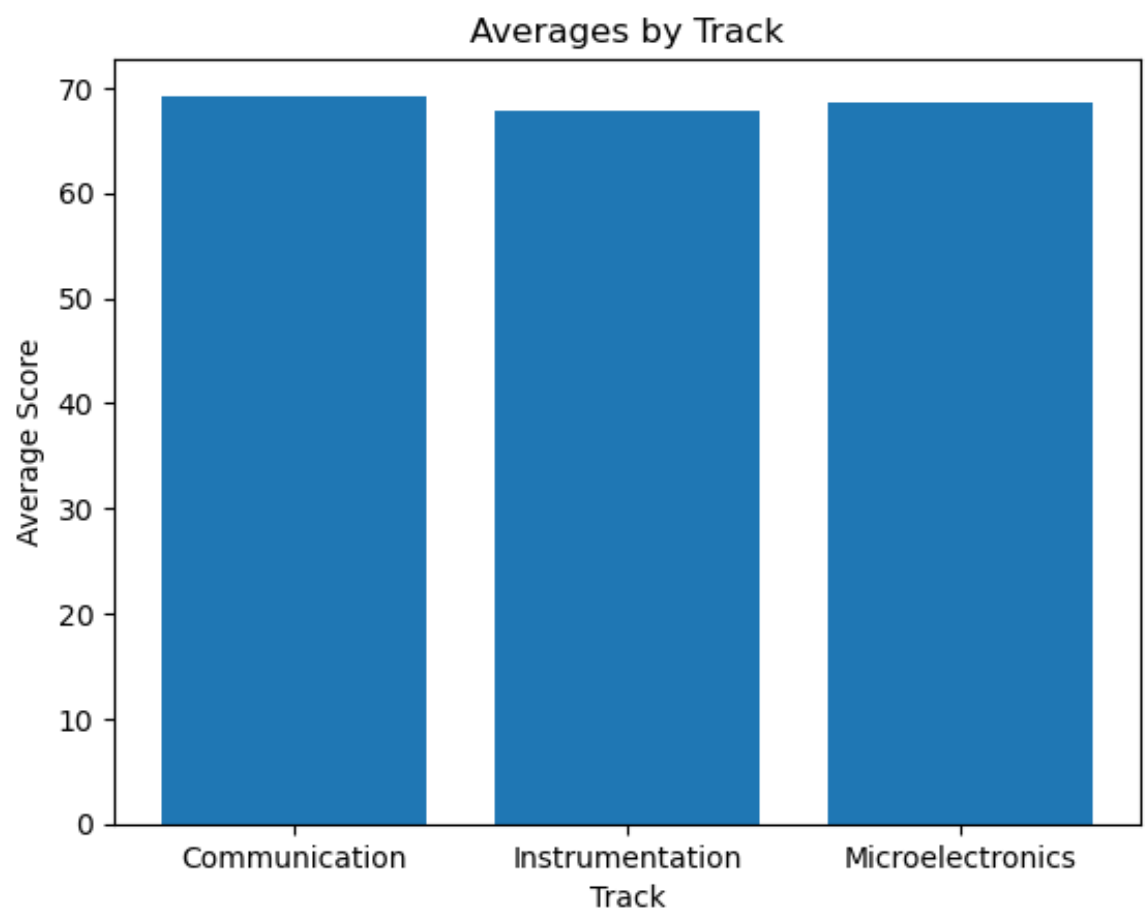 Averages by Track
70
60
50
40
30
20
10
0
Average Score
Communication
Instrumentation
Microelectronics
Track